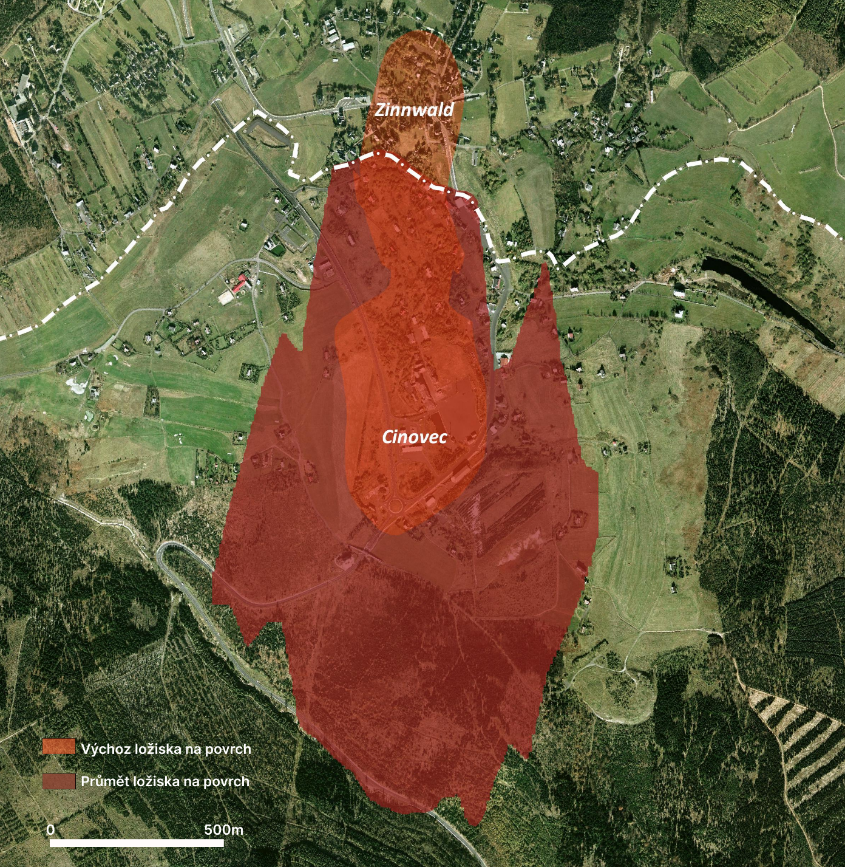 Zinnwald
Cinovec
Výchoz ložiska na povrch
Průmět ložiska na povrch
0 500m